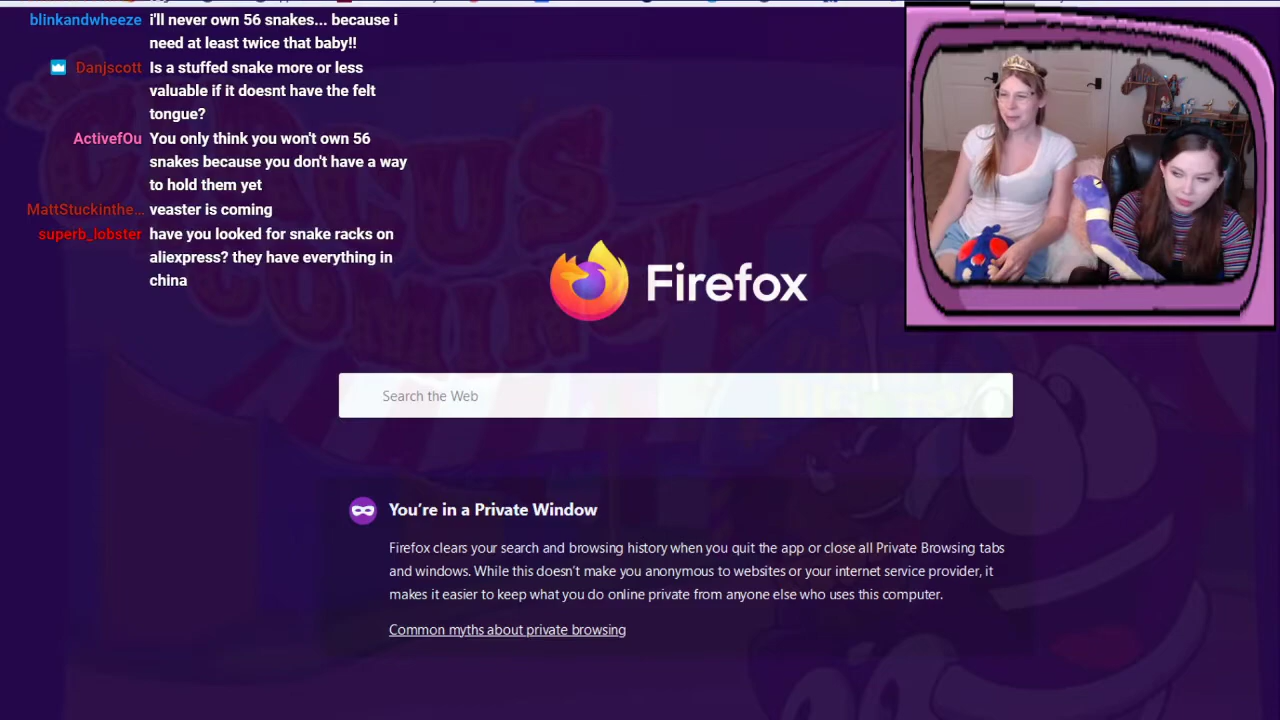 blinkandwheeze i'll never own 56 snakes... because i
need at least twice that baby!!
Danjscott Is a stuffed snake more or less
valuable if it doesnt have the felt
tongue?
ActivefOu You only think you won't own 56
snakes because you don't have a way
to hold them yet
MattStuckinthe... veaster is coming
superb_lobster have you looked for snake racks on
aliexpress? they have everything in
china
Firefox
Search the Web
You're in a Private Window
Firefox clears your search and browsing history when you quit the app or close all Private Browsing tabs
and windows. While this doesn't make you anonymous to websites or your internet service provider, it
makes it easier to keep what you do online private from anyone else who uses this computer.
Common myths about private browsing